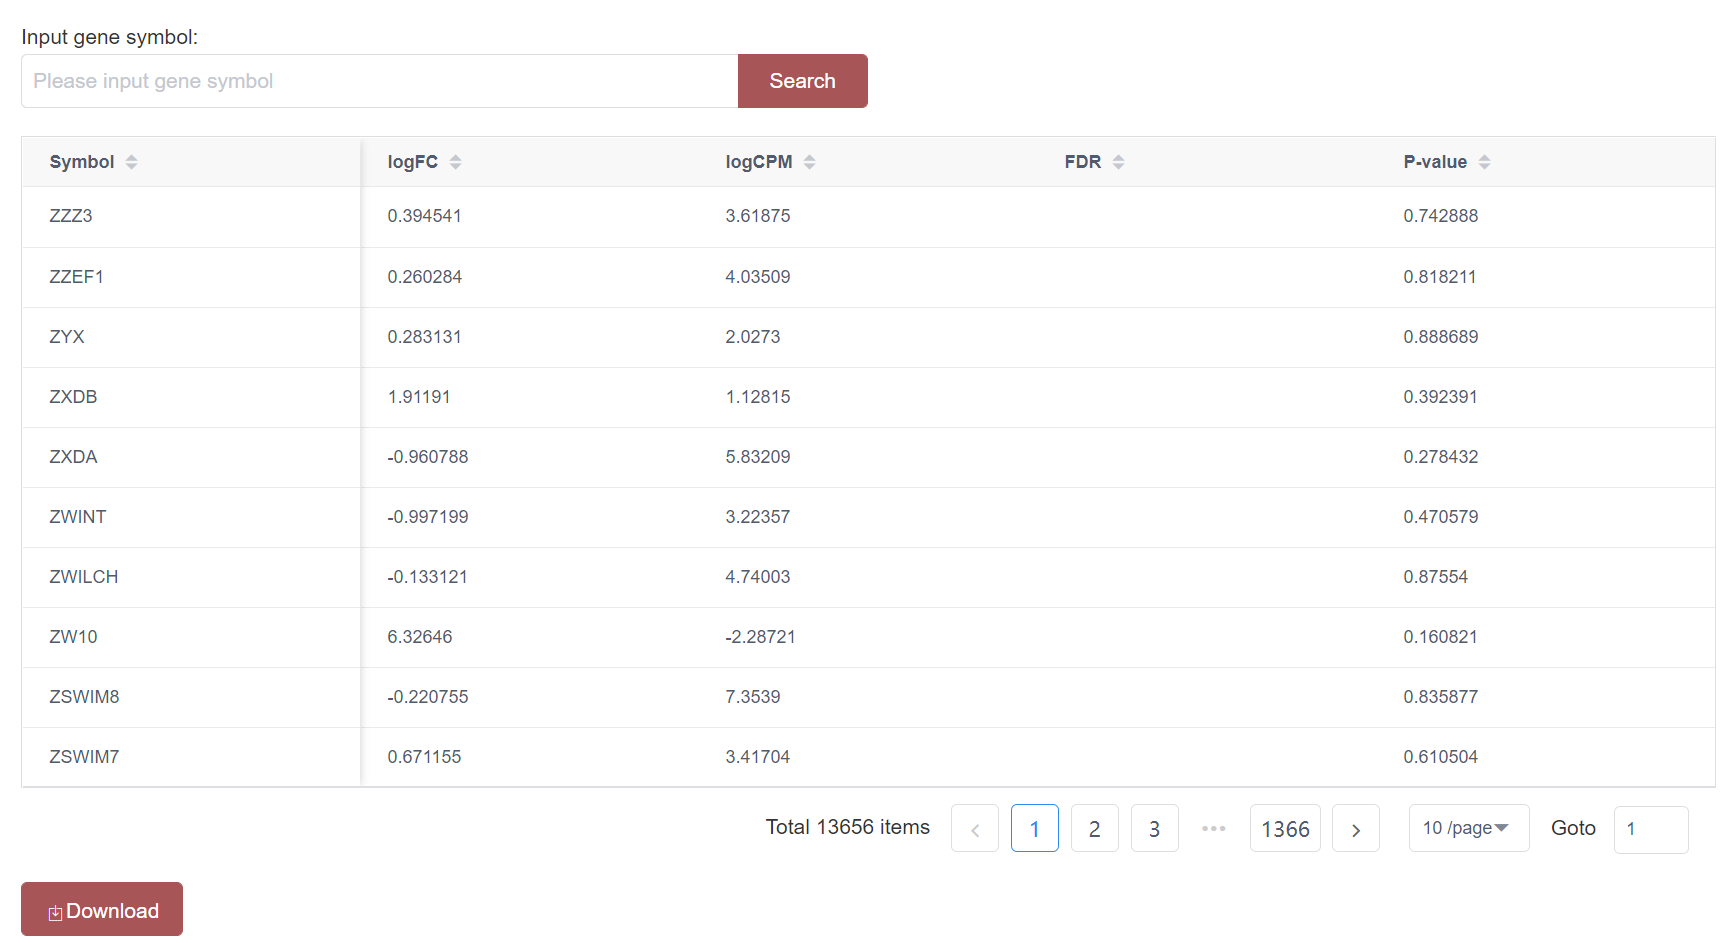 Input gene symbol:
Please input gene symbol Search
Symbol logFC logCPM FDR P-value
ZZZ3 0.394541 3.61875 0.742888
ZZEF1 0.260284 4.03509 0.818211
ZYX 0.283131 2.0273 0.888689
ZXDB 1.91191 1.12815 0.392391
ZXDA -0.960788 5.83209 0.278432
ZWINT -0.997199 3.22357 0.470579
ZWILCH -0.133121 4.74003 0.87554
ZW10 6.32646 -2.28721 0.160821
ZSWIM8 -0.220755 7.3539 0.835877
ZSWIM7 0.671155 3.41704 0.610504
Total 13656 items 1 2 3 ••• 1366 10 /page Goto 1
Download